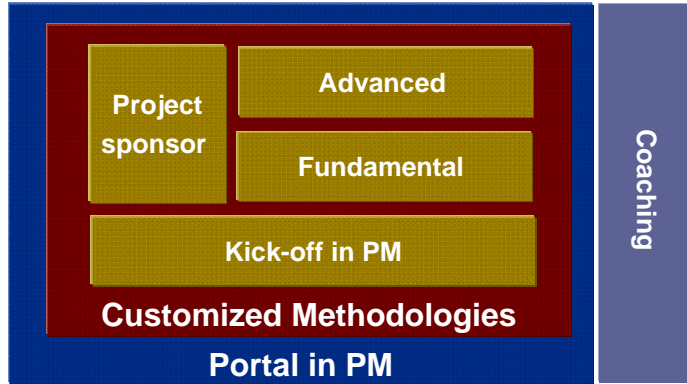 Project
sponsor
Advanced
Fundamental
Kick-off in PM
Customized Methodologies
Portal in PM
Coaching